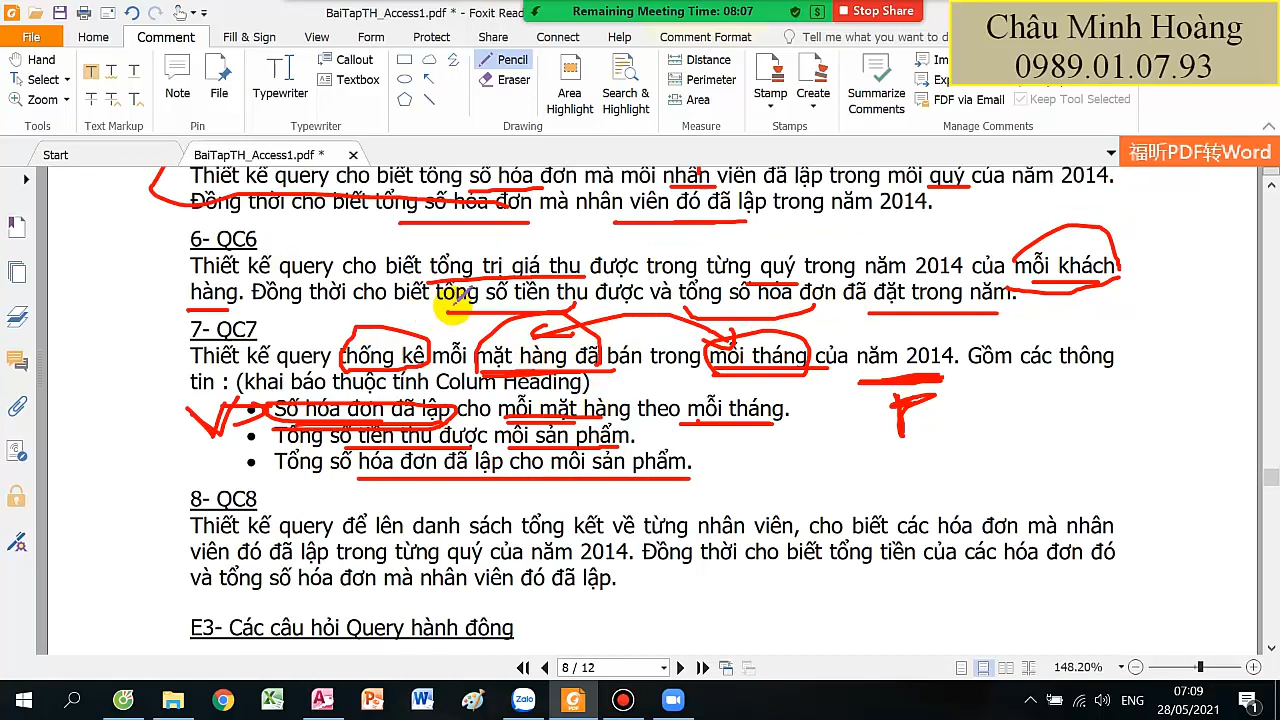 BaiTapTH_Access1.pdf * - Foxit Read
Remaining Meeting Time: 08:07
Stop Share
Châu Minh Hoàng
0989.01.07.93
File
Home
Comment
Fill & Sign
View
Form
Protect
Share
Connect
Help
Comment Format
Tell me what you want to do...
Hand
Select
Zoom
Tools
Text Markup
Note
File
Pin
Typewriter
Callout
Textbox
Typewriter
Pencil
Eraser
Drawing
Area
Highlight
Search &
Highlight
Distance
Perimeter
Area
Measure
Stamp
Create
Stamps
Summarize
Comments
Im
Exp
FDF via Email
Keep Tool Selected
Manage Comments
Start
BaiTapTH_Access1.pdf *
福昕PDF转Word
Thiết kế query cho biết tổng số hóa đơn mà mỗi nhân viên đã lập trong mỗi quý của năm 2014.
Đồng thời cho biết tổng số hóa đơn mà nhân viên đó đã lập trong năm 2014.
6- QC6
Thiết kế query cho biết tổng trị giá thu được trong từng quý trong năm 2014 của mỗi khách
hàng. Đồng thời cho biết tổng số tiền thu được và tổng số hóa đơn đã đặt trong năm.
7- QC7
Thiết kế query thống kê mỗi mặt hàng đã bán trong mỗi tháng của năm 2014. Gồm các thông
tin : (khai báo thuộc tính Colum Heading)
• Số hóa đơn đã lập cho mỗi mặt hàng theo mỗi tháng.
• Tổng số tiền thu được mỗi sản phẩm.
• Tổng số hóa đơn đã lập cho mỗi sản phẩm.
8- QC8
Thiết kế query để lên danh sách tổng kết về từng nhân viên, cho biết các hóa đơn mà nhân
viên đó đã lập trong từng quý của năm 2014. Đồng thời cho biết tổng tiền của các hóa đơn đó
và tổng số hóa đơn mà nhân viên đó đã lập.
E3- Các câu hỏi Query hành động
8 / 12
148.20%
Zalo
ENG
07:09
28/05/2021